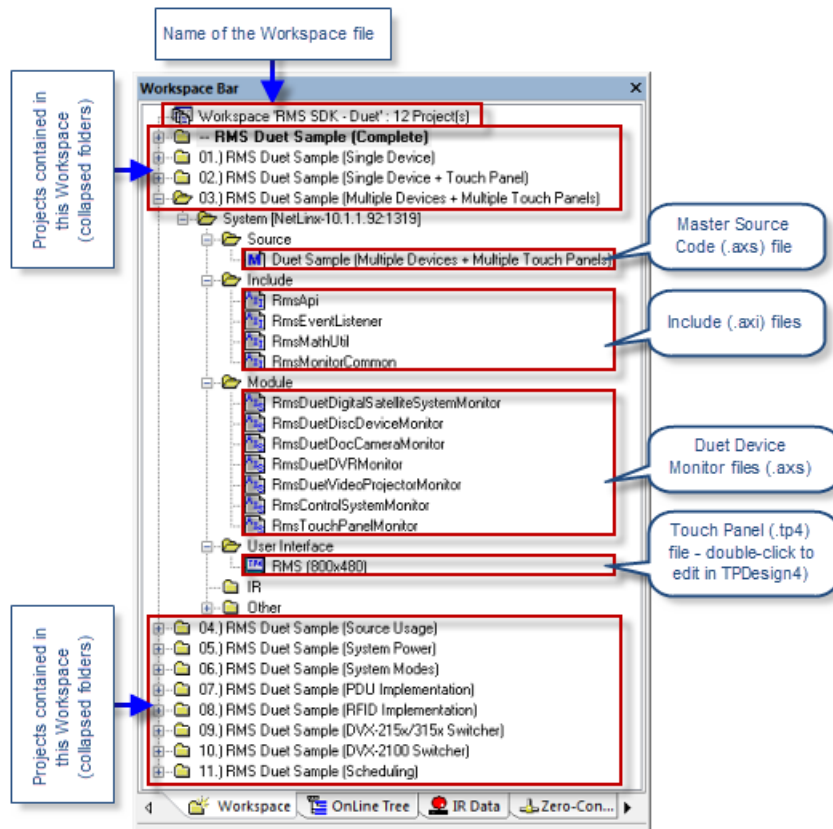 Name of the Workspace file
Projects contained in
this Workspace
(collapsed folders)
Workspace Bar
Workspace 'RMS SDK - Duet' : 12 Project(s)
-- RMS Duet Sample (Complete)
01.) RMS Duet Sample (Single Device)
02.) RMS Duet Sample (Single Device + Touch Panel)
03.) RMS Duet Sample (Multiple Devices + Multiple Touch Panels)
System [NetLinx-10.1.1.92:1319]
Source
Duet Sample (Multiple Devices + Multiple Touch Panels)
Master Source
Code (.axs) file
Include
RmsApi
RmsEventListener
RmsMathUtil
RmsMonitorCommon
Include (.axi) files
Module
RmsDuetDigitalSatelliteSystemMonitor
RmsDuetDiscDeviceMonitor
RmsDuetDocCameraMonitor
RmsDuetDVRMonitor
RmsDuetVideoProjectorMonitor
RmsControlSystemMonitor
RmsTouchPanelMonitor
Duet Device
Monitor files (.axs)
User Interface
RMS (800x480)
Touch Panel (.tp4)
file - double-click to
edit in TPDesign4)
IR
Other
Projects contained in
this Workspace
(collapsed folders)
04.) RMS Duet Sample (Source Usage)
05.) RMS Duet Sample (System Power)
06.) RMS Duet Sample (System Modes)
07.) RMS Duet Sample (PDU Implementation)
08.) RMS Duet Sample (RFID Implementation)
09.) RMS Duet Sample (DVX-215x/315x Switcher)
10.) RMS Duet Sample (DVX-2100 Switcher)
11.) RMS Duet Sample (Scheduling)
Workspace OnLine Tree IR Data Zero-Con...